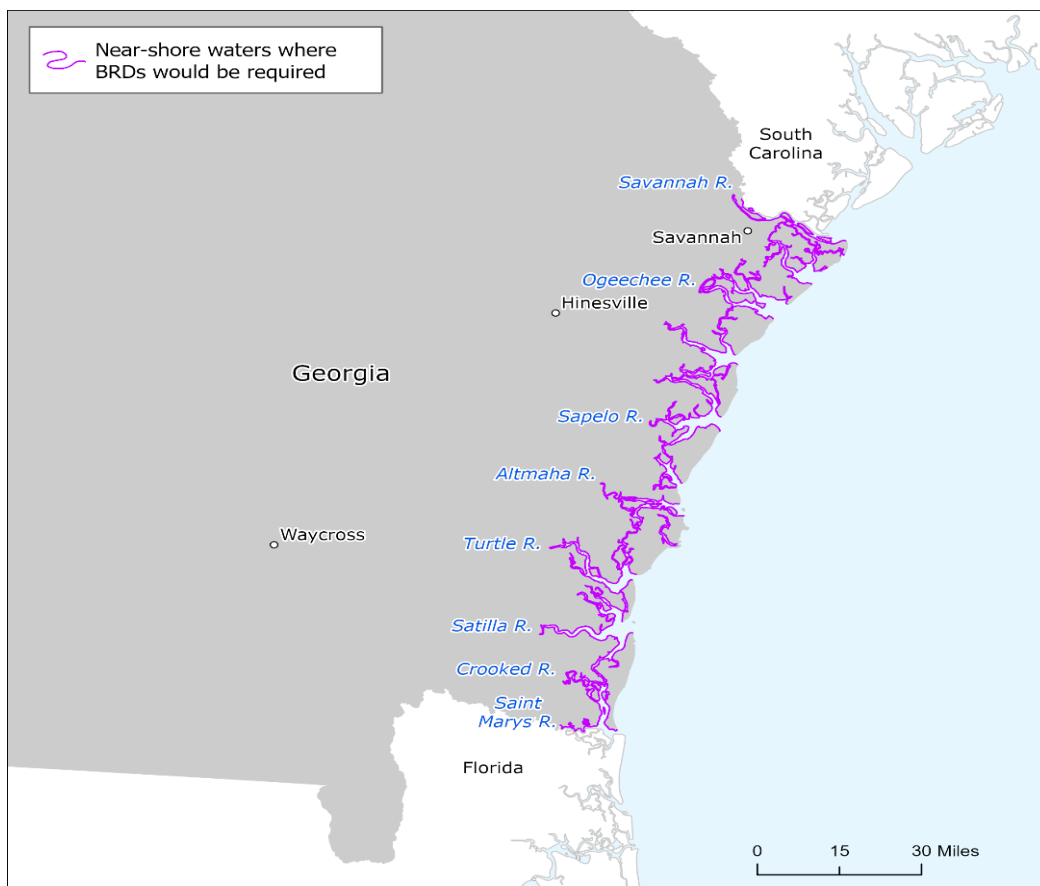 Near-shore waters where
BRDs would be required
South
Carolina
Savannah R.
Savannah
Ogeechee R.
Hinesville
Georgia
Sapelo R.
Altmaha R.
Waycross
Turtle R.
Satilla R.
Crooked R.
Saint
Marys R.
Florida
0 15 30 Miles